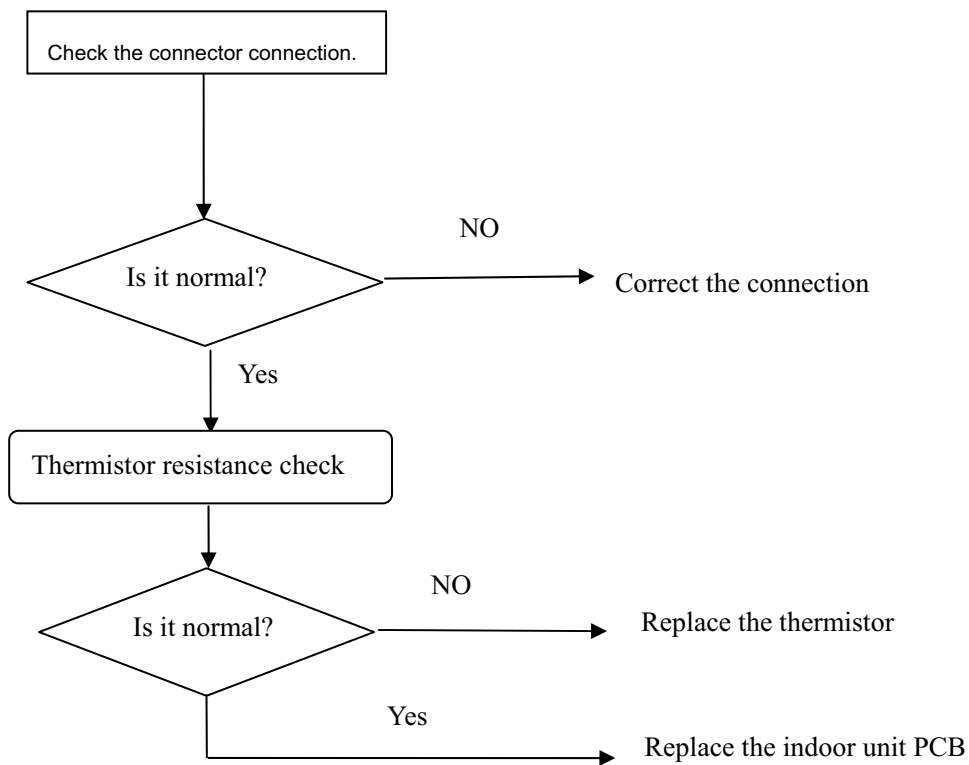 Check the connector connection.
NO
Is it normal?
Correct the connection
Yes
Thermistor resistance check
NO
Is it normal?
Replace the thermistor
Yes
Replace the indoor unit PCB